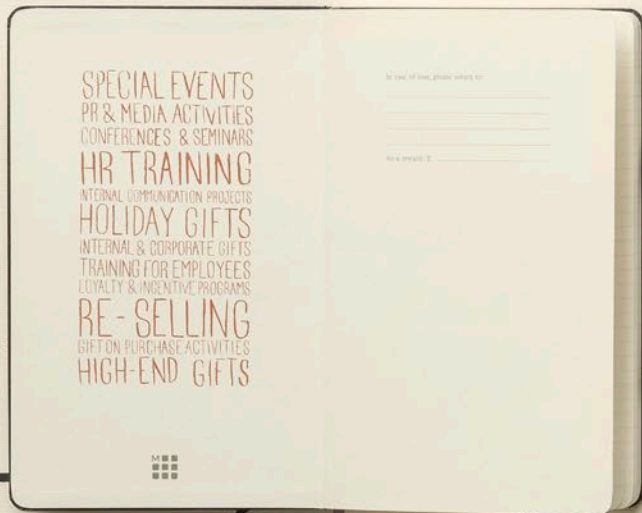 SPECIAL EVENTS
PR & MEDIA ACTIVITIES
CONFERENCES & SEMINARS
HR TRAINING
INTERNAL COMMUNICATION PROJECTS
HOLIDAY GIFTS
INTERNAL & CORPORATE GIFTS
TRAINING FOR EMPLOYEES
LOYALTY & INCENTIVE PROGRAMS
RE - SELLING
GIFT ON PURCHASE ACTIVITIES
HIGH-END GIFTS
M
In case of loss, please return to:
As a reward: $